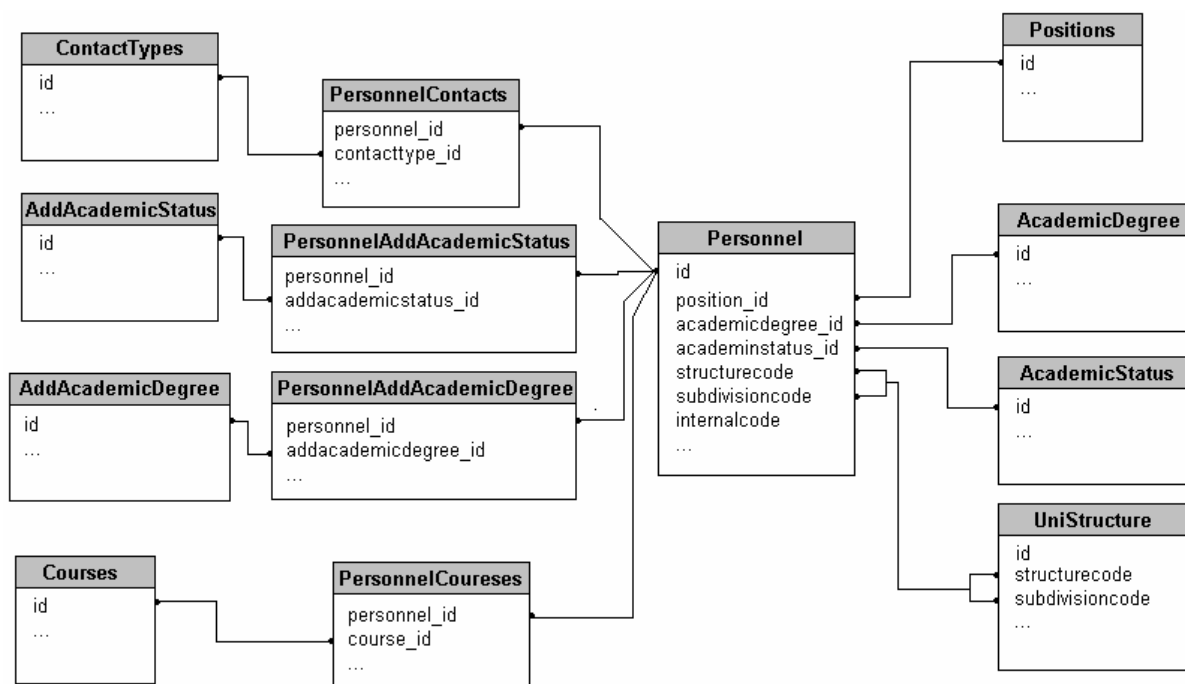 ContactTypes
id
...
PersonnelContacts
personnel_id
contacttype_id
...
AddAcademicStatus
id
...
PersonnelAddAcademicStatus
personnel_id
addacademicstatus_id
...
AddAcademicDegree
id
...
PersonnelAddAcademicDegree
personnel_id
addacademicdegree_id
...
Courses
id
...
PersonnelCoureses
personnel_id
course_id
...
Personnel
id
position_id
academicdegree_id
academinstatus_id
structurecode
subdivisioncode
internalcode
...
Positions
id
...
AcademicDegree
id
...
AcademicStatus
id
...
UniStructure
id
structurecode
subdivisioncode
...